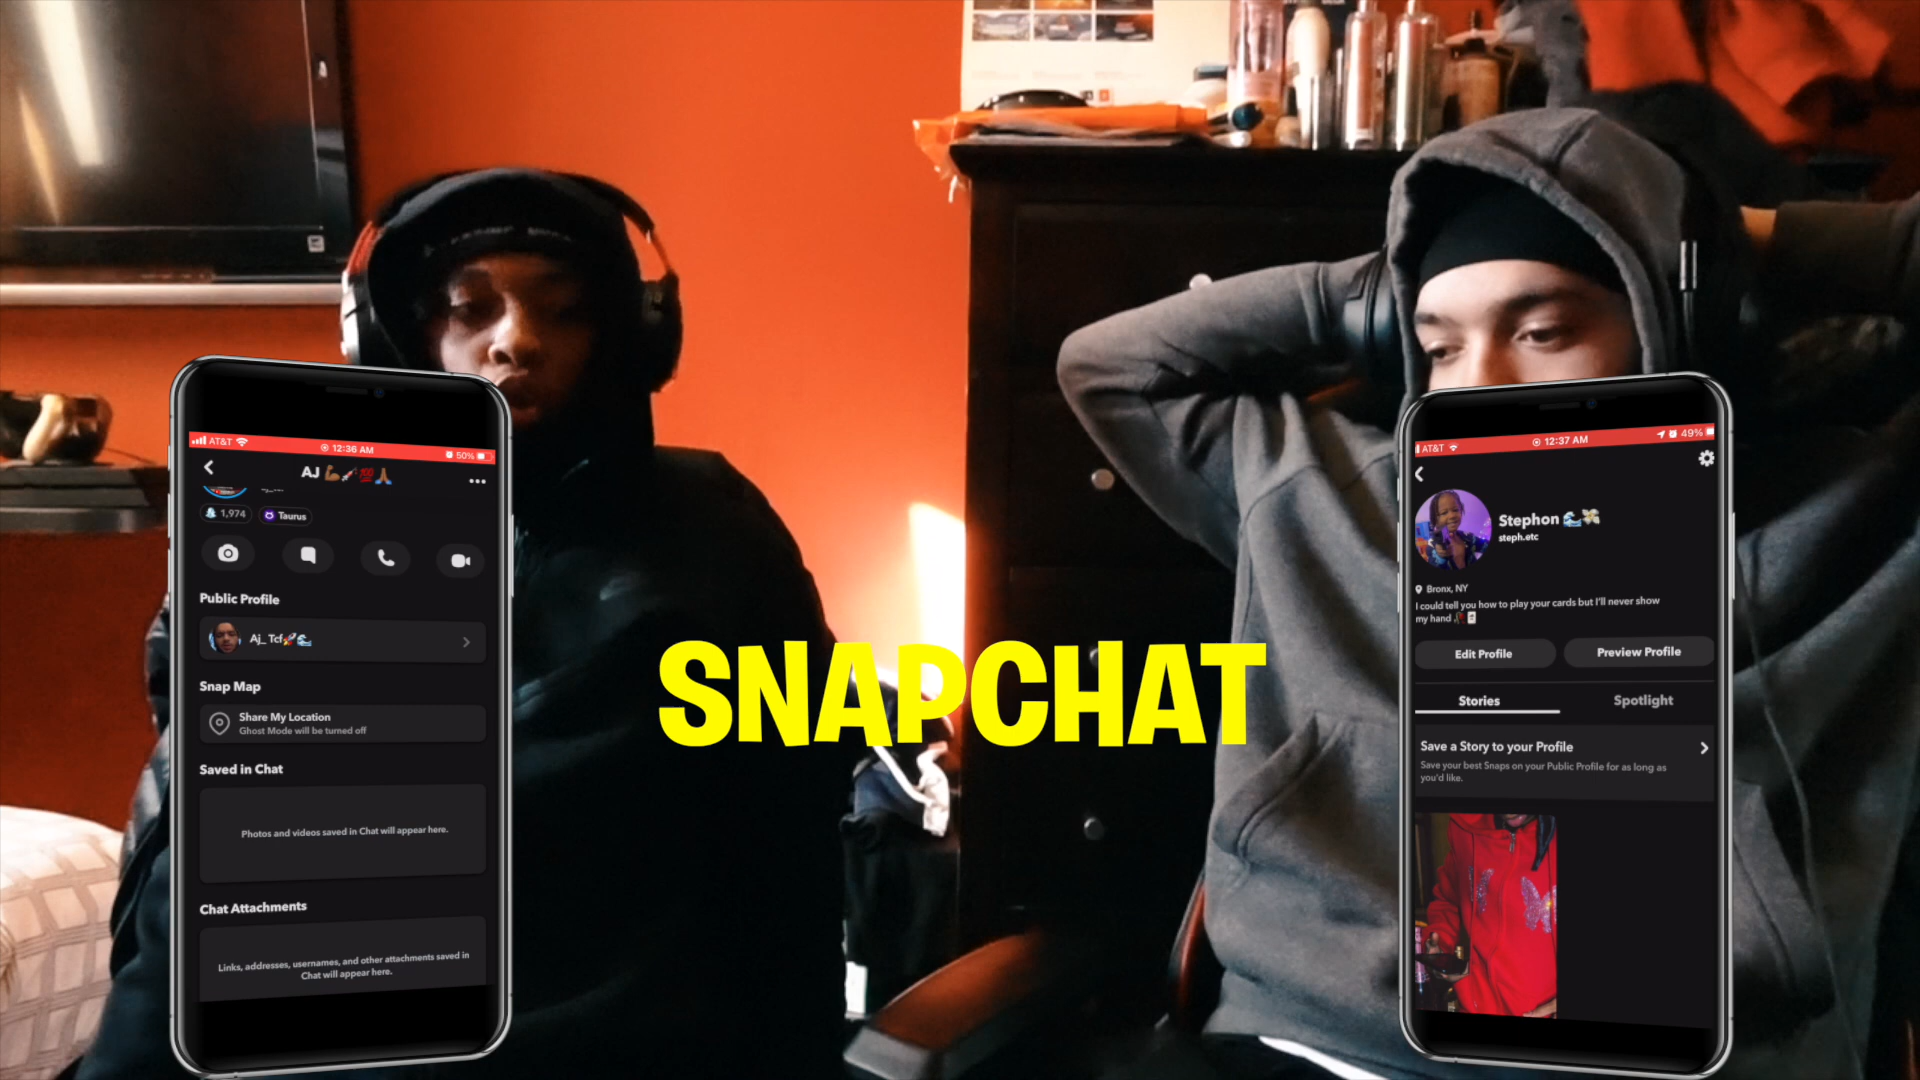 SNAPCHAT
AT&T
12:36 AM
50%
AJ
1,974
Taurus
Public Profile
Aj_Tcf
Snap Map
Share My Location
Ghost Mode will be turned off
Saved in Chat
Photos and videos saved in Chat will appear here.
Chat Attachments
Links, addresses, usernames, and other attachments saved in
Chat will appear here.
AT&T
12:37 AM
49%
Stephon
steph.etc
Bronx, NY
I could tell you how to play your cards but I'll never show
my hand
Edit Profile
Preview Profile
Stories
Spotlight
Save a Story to your Profile
Save your best Snaps on your Public Profile for as long as
you'd like.